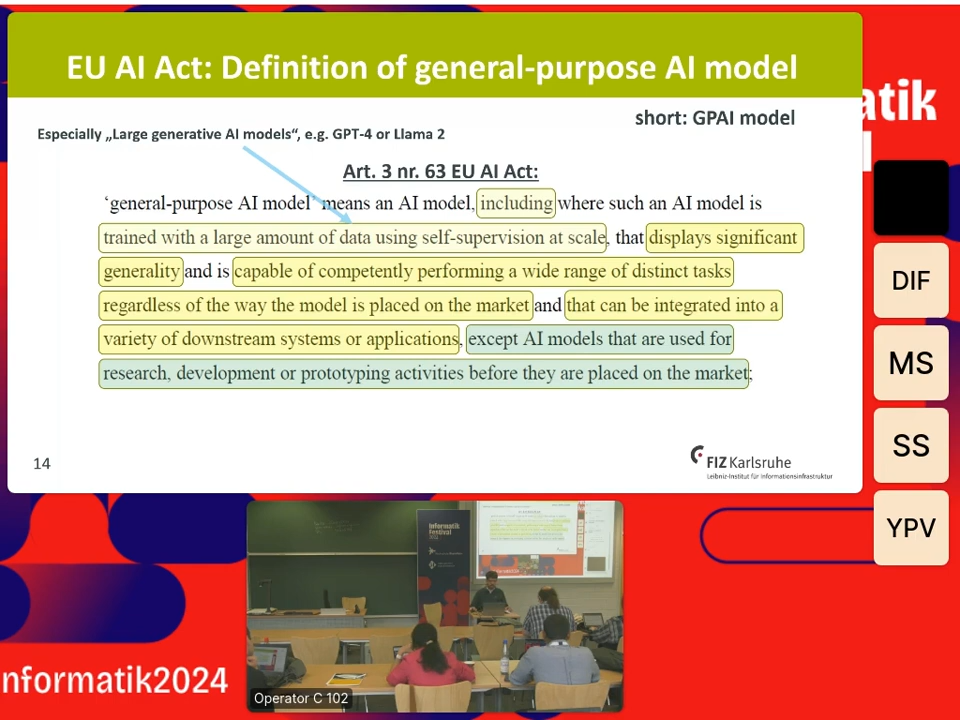 EU AI Act: Definition of general-purpose AI model
short: GPAI model
Especially „Large generative AI models“, e.g. GPT-4 or Llama 2
Art. 3 nr. 63 EU AI Act:
‘general-purpose AI model’ means an AI model, including where such an AI model is
trained with a large amount of data using self-supervision at scale, that displays significant
generality and is capable of competently performing a wide range of distinct tasks
regardless of the way the model is placed on the market and that can be integrated into a
variety of downstream systems or applications, except AI models that are used for
research, development or prototyping activities before they are placed on the market;
14
FIZ Karlsruhe
Leibniz-Institut für Informationsinfrastruktur
atik
DIF
MS
SS
YPV
informatik
festival
Operator C 102
nformatik2024